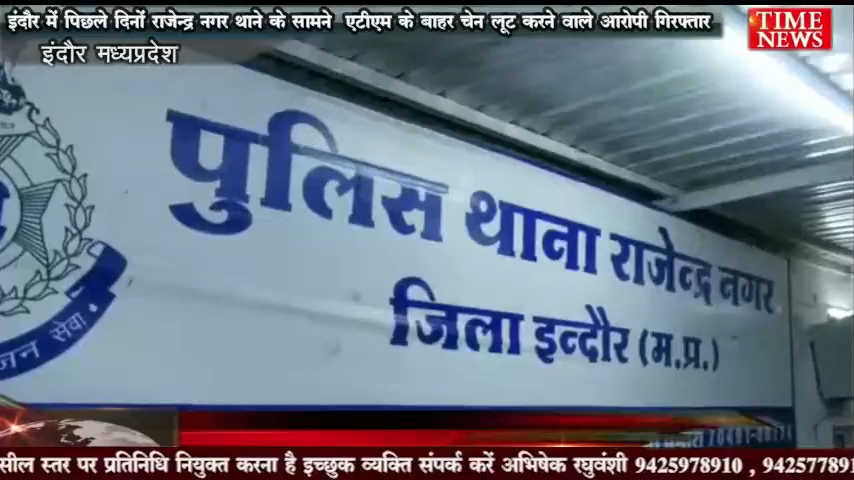 इंदौर में पिछले दिनों राजेन्द्र नगर थाने के सामने एटीएम के बाहर चेन लूट करने वाले आरोपी गिरफ्तार
TIME
NEWS
इंदौर मध्यप्रदेश
पुलिस थाना राजेन्द्र नगर
जिला इन्दौर (म.प्र.)
जन सेवा
सील स्तर पर प्रतिनिधि नियुक्त करना है इच्छुक व्यक्ति संपर्क करें अभिषेक रघुवंशी 9425978910 , 942577891